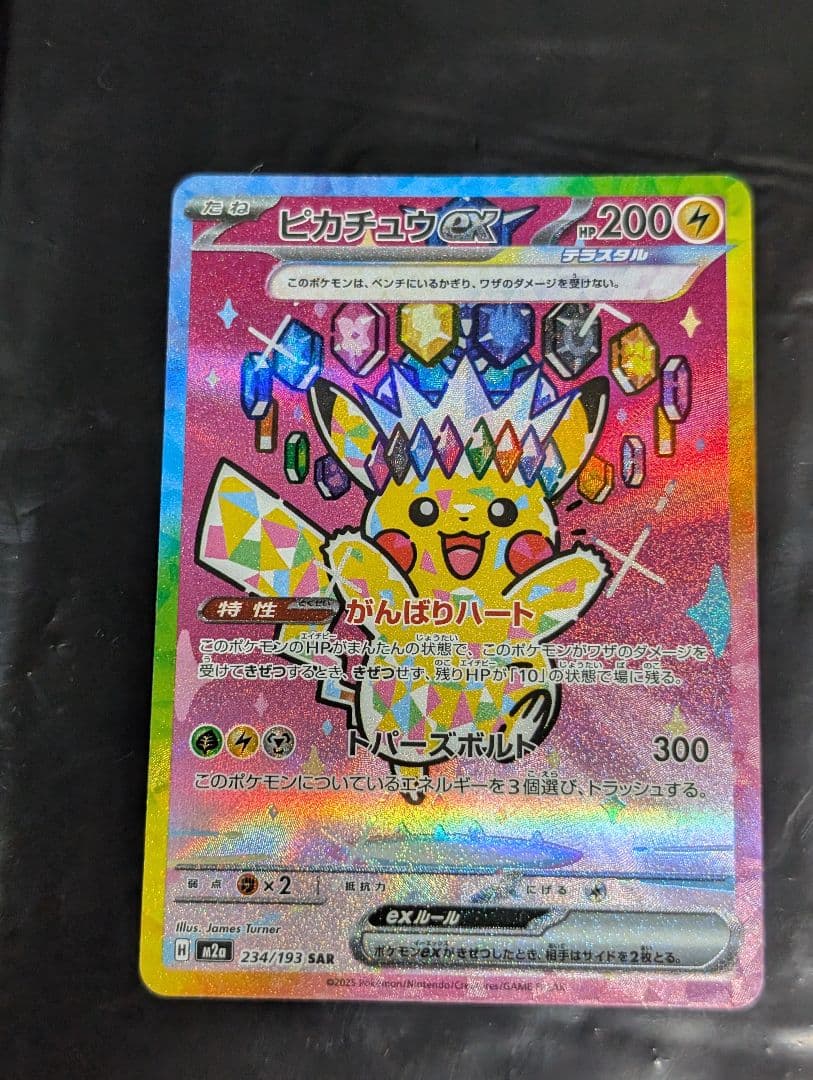 たね ピカチュウex HP200
テラスタル
このポケモンは、ベンチにいるかぎり、ワザのダメージを受けない。
特性 がんばりハート
このポケモンのHPがまんたんの状態で、このポケモンがワザのダメージを
受けてきぜつするとき、きぜつせず、残りHPが「10」の状態で場に残る。
トパーズボルト 300
このポケモンについているエネルギーを3個選び、トラッシュする。
弱点 ×2 抵抗力 にげる
exルール
ポケモンexがきぜつしたとき、相手はサイドを2枚とる。
Illus. James Turner
H M2a 234/193 SAR
©2025 Pokémon/Nintendo/Creatures/GAME FREAK